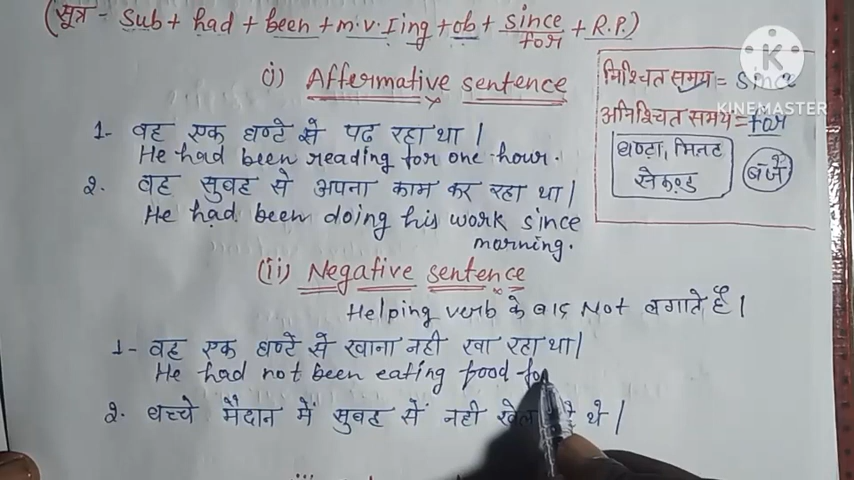 (सूत्र - Sub + had + been + m.v. I ing + ob + since/for + R.P.)
(i) Affermative sentence
1- वह एक घण्टे से पढ रहा था।
He had been reading for one hour.
2. वह सुवह से अपना काम कर रहा था।
He had been doing his work since
morning.
निश्चित समय = Since
अनिश्चित समय = for
घण्टा, मिनट
सेकण्ड
बजे
K
KINEMASTER
(ii) Negative sentence
Helping verb के बाद Not लगाते हैं।
1- वह एक घण्टे से खाना नही खा रहा था।
He had not been eating food fo
2. बच्चे मैदान में सुवह सें नही थे।